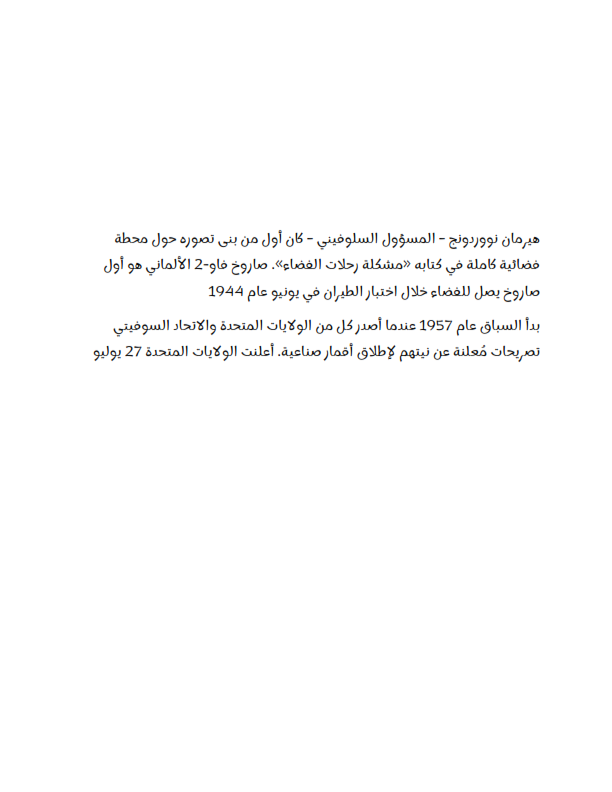 هيرمان نووردونج – المسؤول السلوفيني – كان أول من بنى تصوره حول محطة
فضائية كاملة في كتابه «مشكلة رحلات الفضاء». صاروخ فاو-2 الألماني هو أول
صاروخ يصل للفضاء خلال اختبار الطيران في يونيو عام 1944
بدأ السباق عام 1957 عندما أصدر كل من الولايات المتحدة والاتحاد السوفيتي
تصريحات مُعلنة عن نيتهم لإطلاق أقمار صناعية. أعلنت الولايات المتحدة 27 يوليو